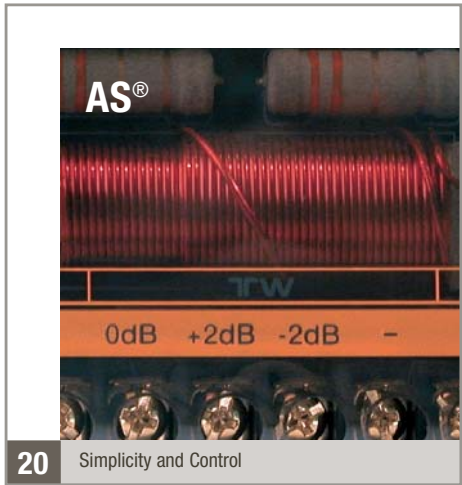 AS®
TW
0dB +2dB -2dB –
20 Simplicity and Control